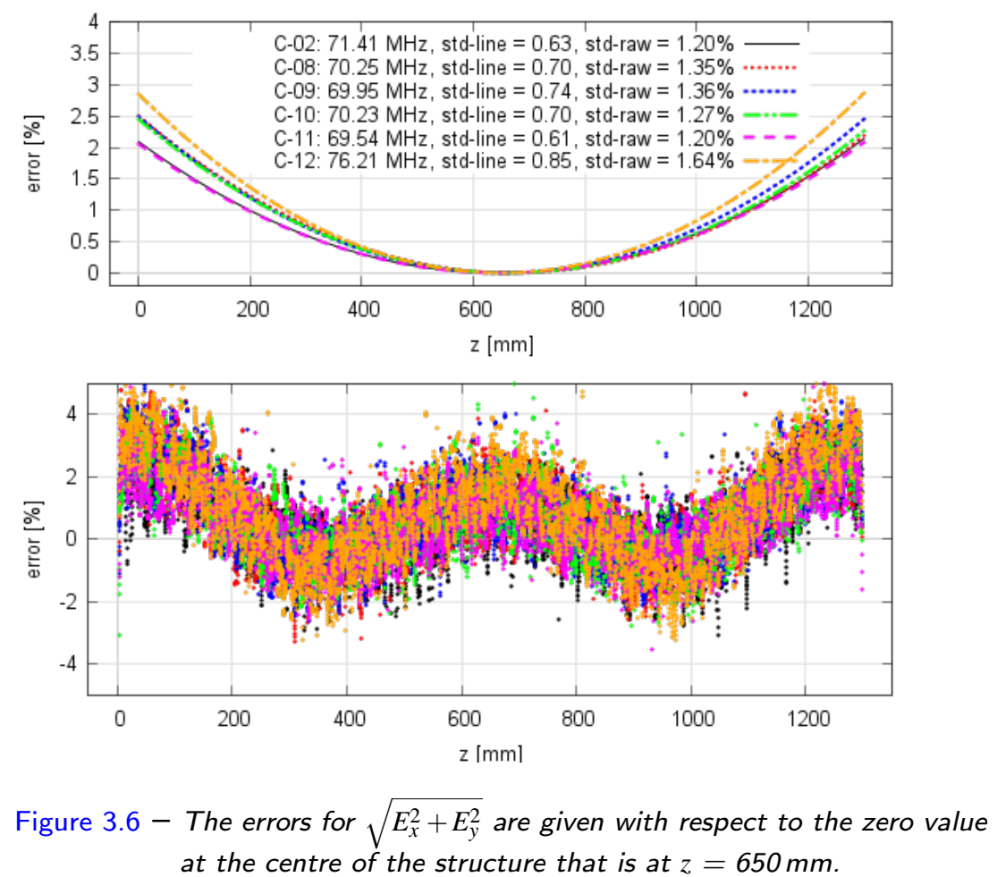 4
3.5
3
2.5
2
1.5
1
0.5
0
error [%]
C-02: 71.41 MHz, std-line = 0.63, std-raw = 1.20%
C-08: 70.25 MHz, std-line = 0.70, std-raw = 1.35%
C-09: 69.95 MHz, std-line = 0.74, std-raw = 1.36%
C-10: 70.23 MHz, std-line = 0.70, std-raw = 1.27%
C-11: 69.54 MHz, std-line = 0.61, std-raw = 1.20%
C-12: 76.21 MHz, std-line = 0.85, std-raw = 1.64%
0 200 400 600 800 1000 1200
z [mm]
4
2
0
-2
-4
error [%]
0 200 400 600 800 1000 1200
z [mm]
Figure 3.6 – The errors for √E_x^2 + E_y^2 are given with respect to the zero value
at the centre of the structure that is at z = 650 mm.